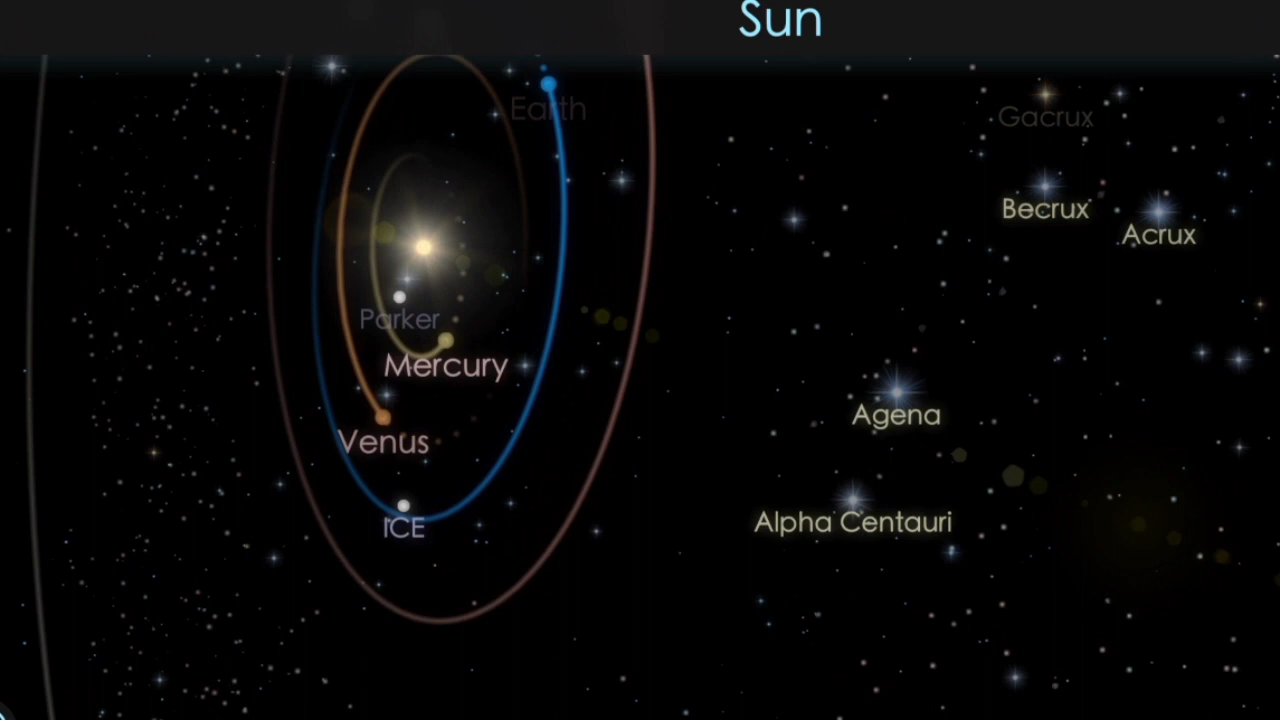 Sun
Earth
Gacrux
Becrux
Acrux
Parker
Mercury
Agena
Venus
ICE
Alpha Centauri